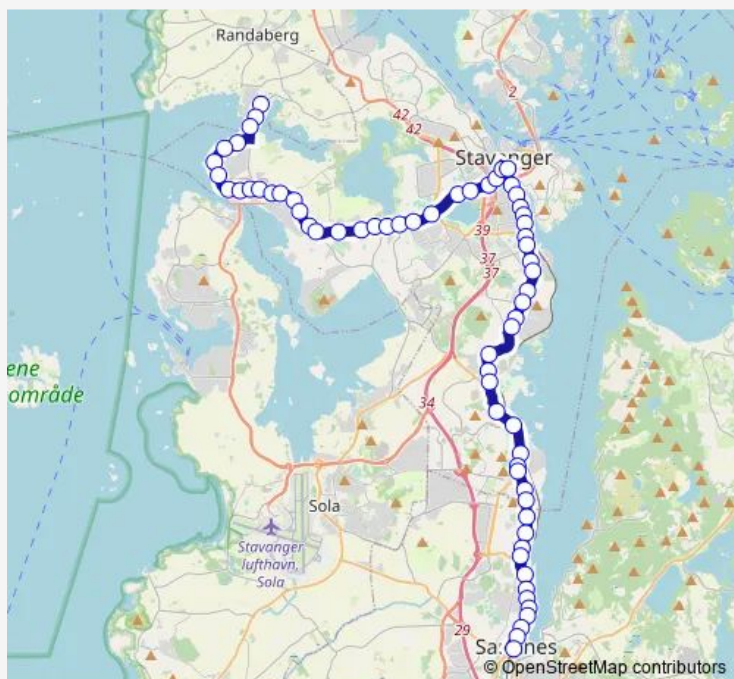 Randaberg
2
42
42
Stavanger
39
37
37
ene
område
34
Sola
Stavanger
lufthavn,
Sola
29
© OpenStreetMap contributors